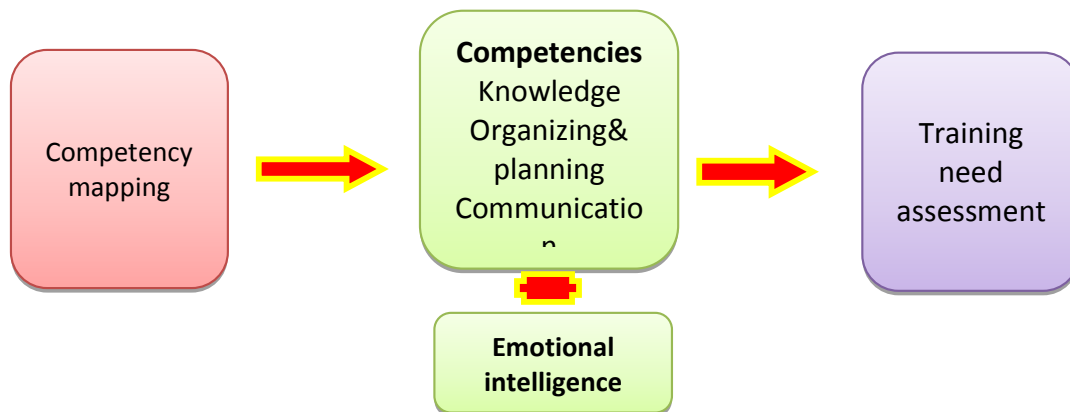 Competency
mapping
Competencies
Knowledge
Organizing&
planning
Communicatio
n
Emotional
intelligence
Training
need
assessment